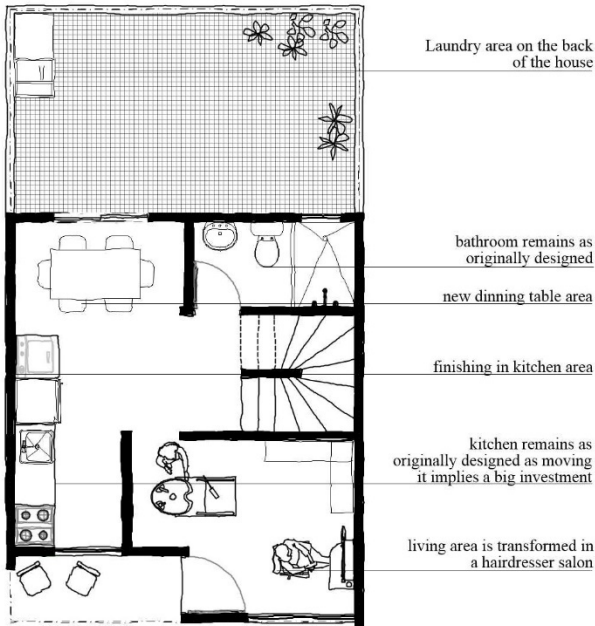 Laundry area on the back
of the house
bathroom remains as
originally designed
new dinning table area
finishing in kitchen area
kitchen remains as
originally designed as moving
it implies a big investment
living area is transformed in
a hairdresser salon